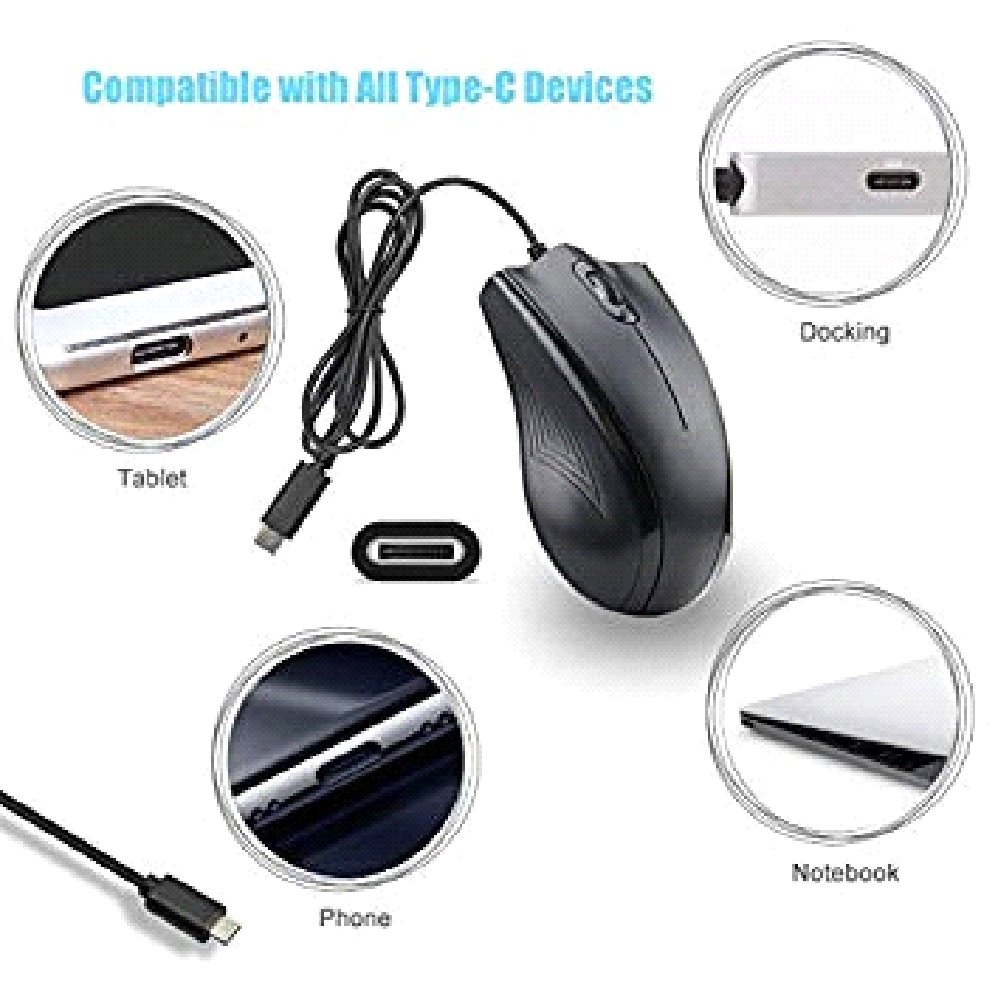 Compatible with All Type-C Devices
Docking
Tablet
Notebook
Phone